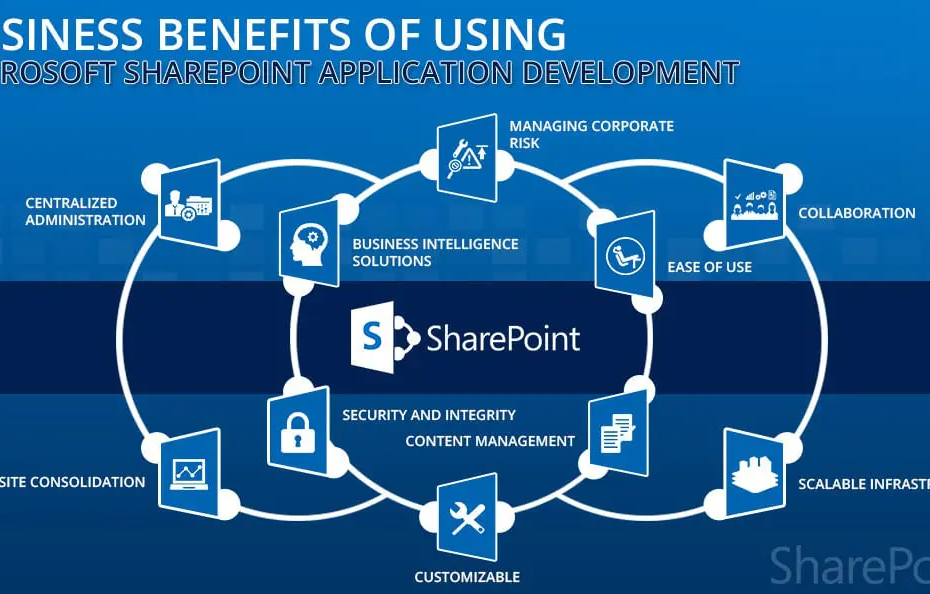 SINESS BENEFITS OF USING
ROSOFT SHAREPOINT APPLICATION DEVELOPMENT
MANAGING CORPORATE
RISK
CENTRALIZED
ADMINISTRATION
COLLABORATION
BUSINESS INTELLIGENCE
SOLUTIONS
EASE OF USE
S
SharePoint
SECURITY AND INTEGRITY
CONTENT MANAGEMENT
SITE CONSOLIDATION
SCALABLE INFRASTR
CUSTOMIZABLE
SharePo